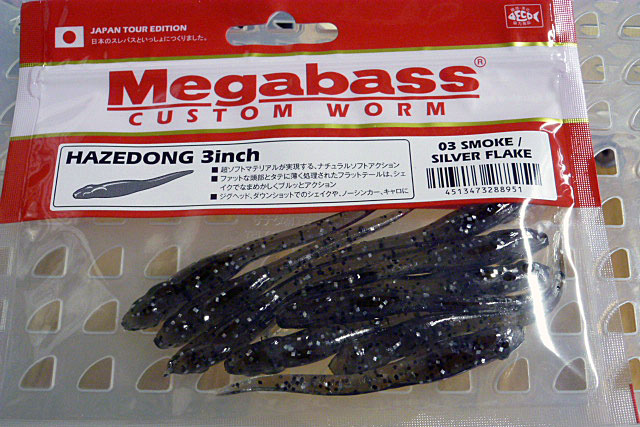 JAPAN TOUR EDITION
日本のスレバスといっしょにつくりました。
Megabass®
CUSTOM WORM
HAZEDONG 3inch
■超ソフトマテリアルが実現する、ナチュラルソフトアクション
■ファットな頭部とタテに薄く処理されたフラットテールは、シェ
イクでなまめかしくブルッとアクション
■ジグヘッド、ダウンショットでのシェイクや、ノーシンカー、キャロに
03 SMOKE /
SILVER FLAKE
4513473288951
ECO